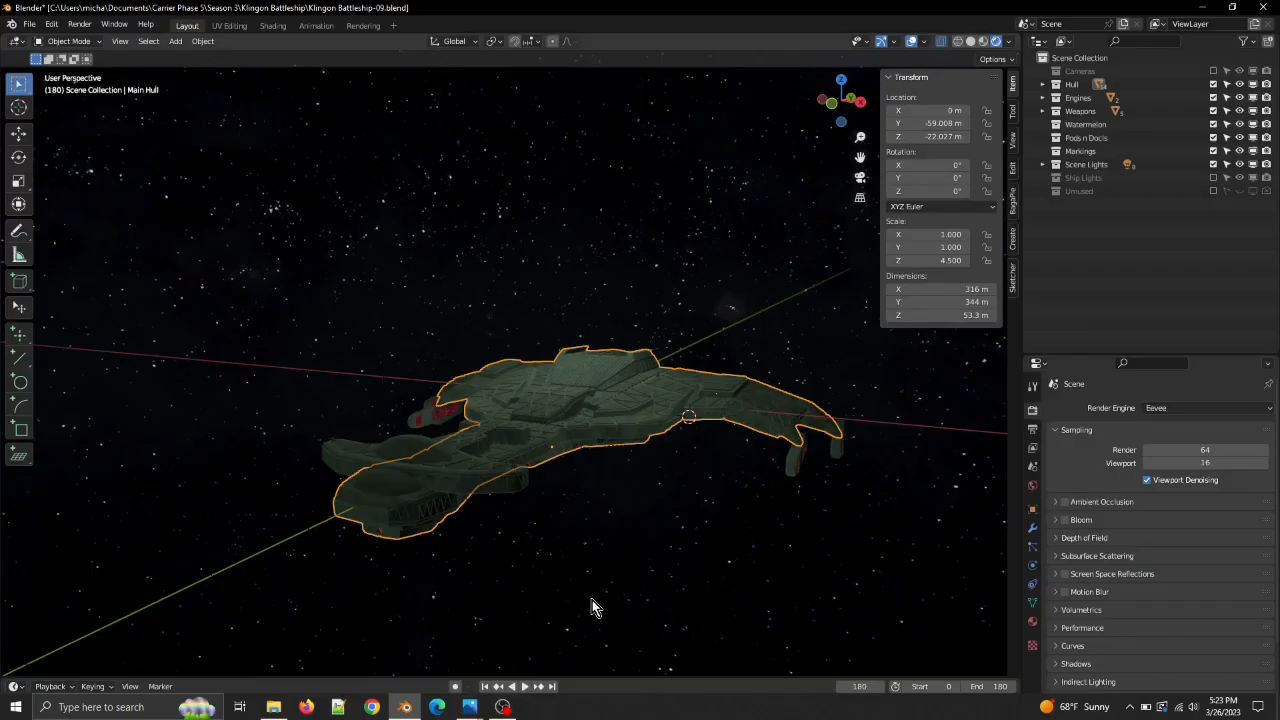 Blender* [C:\Users\micha\Documents\Carrier Phase 5\Season 3\Klingon Battleship\Klingon Battleship-09.blend]
File Edit Render Window Help Layout UV Editing Shading Animation Rendering Scene ViewLayer
Object Mode View Select Add Object Global
Options
User Perspective
(180) Scene Collection | Main Hull
Transform
Location:
X 0 m
Y -59.008 m
Z -22.027 m
Rotation:
X 0°
Y 0°
Z 0°
XYZ Euler
Scale:
X 1.000
Y 1.000
Z 4.500
Dimensions:
X 316 m
Y 344 m
Z 53.3 m
Item
Tool
View
Edit
BagaPie
Create
Sketcher
Z
Y
X
Scene Collection
Cameras
Hull
Engines 2
Weapons 5
Watermelon
Pods n Docls
Markings
Scene Lights 8
Ship Lights
Umused
Scene
Render Engine Eevee
Sampling
Render 64
Viewport 16
Viewport Denoising
Ambient Occlusion
Bloom
Depth of Field
Subsurface Scattering
Screen Space Reflections
Motion Blur
Volumetrics
Performance
Curves
Shadows
Indirect Lighting
Playback Keying View Marker 180 Start 0 End 180
Type here to search
68°F Sunny
5:23 PM
3/26/2023